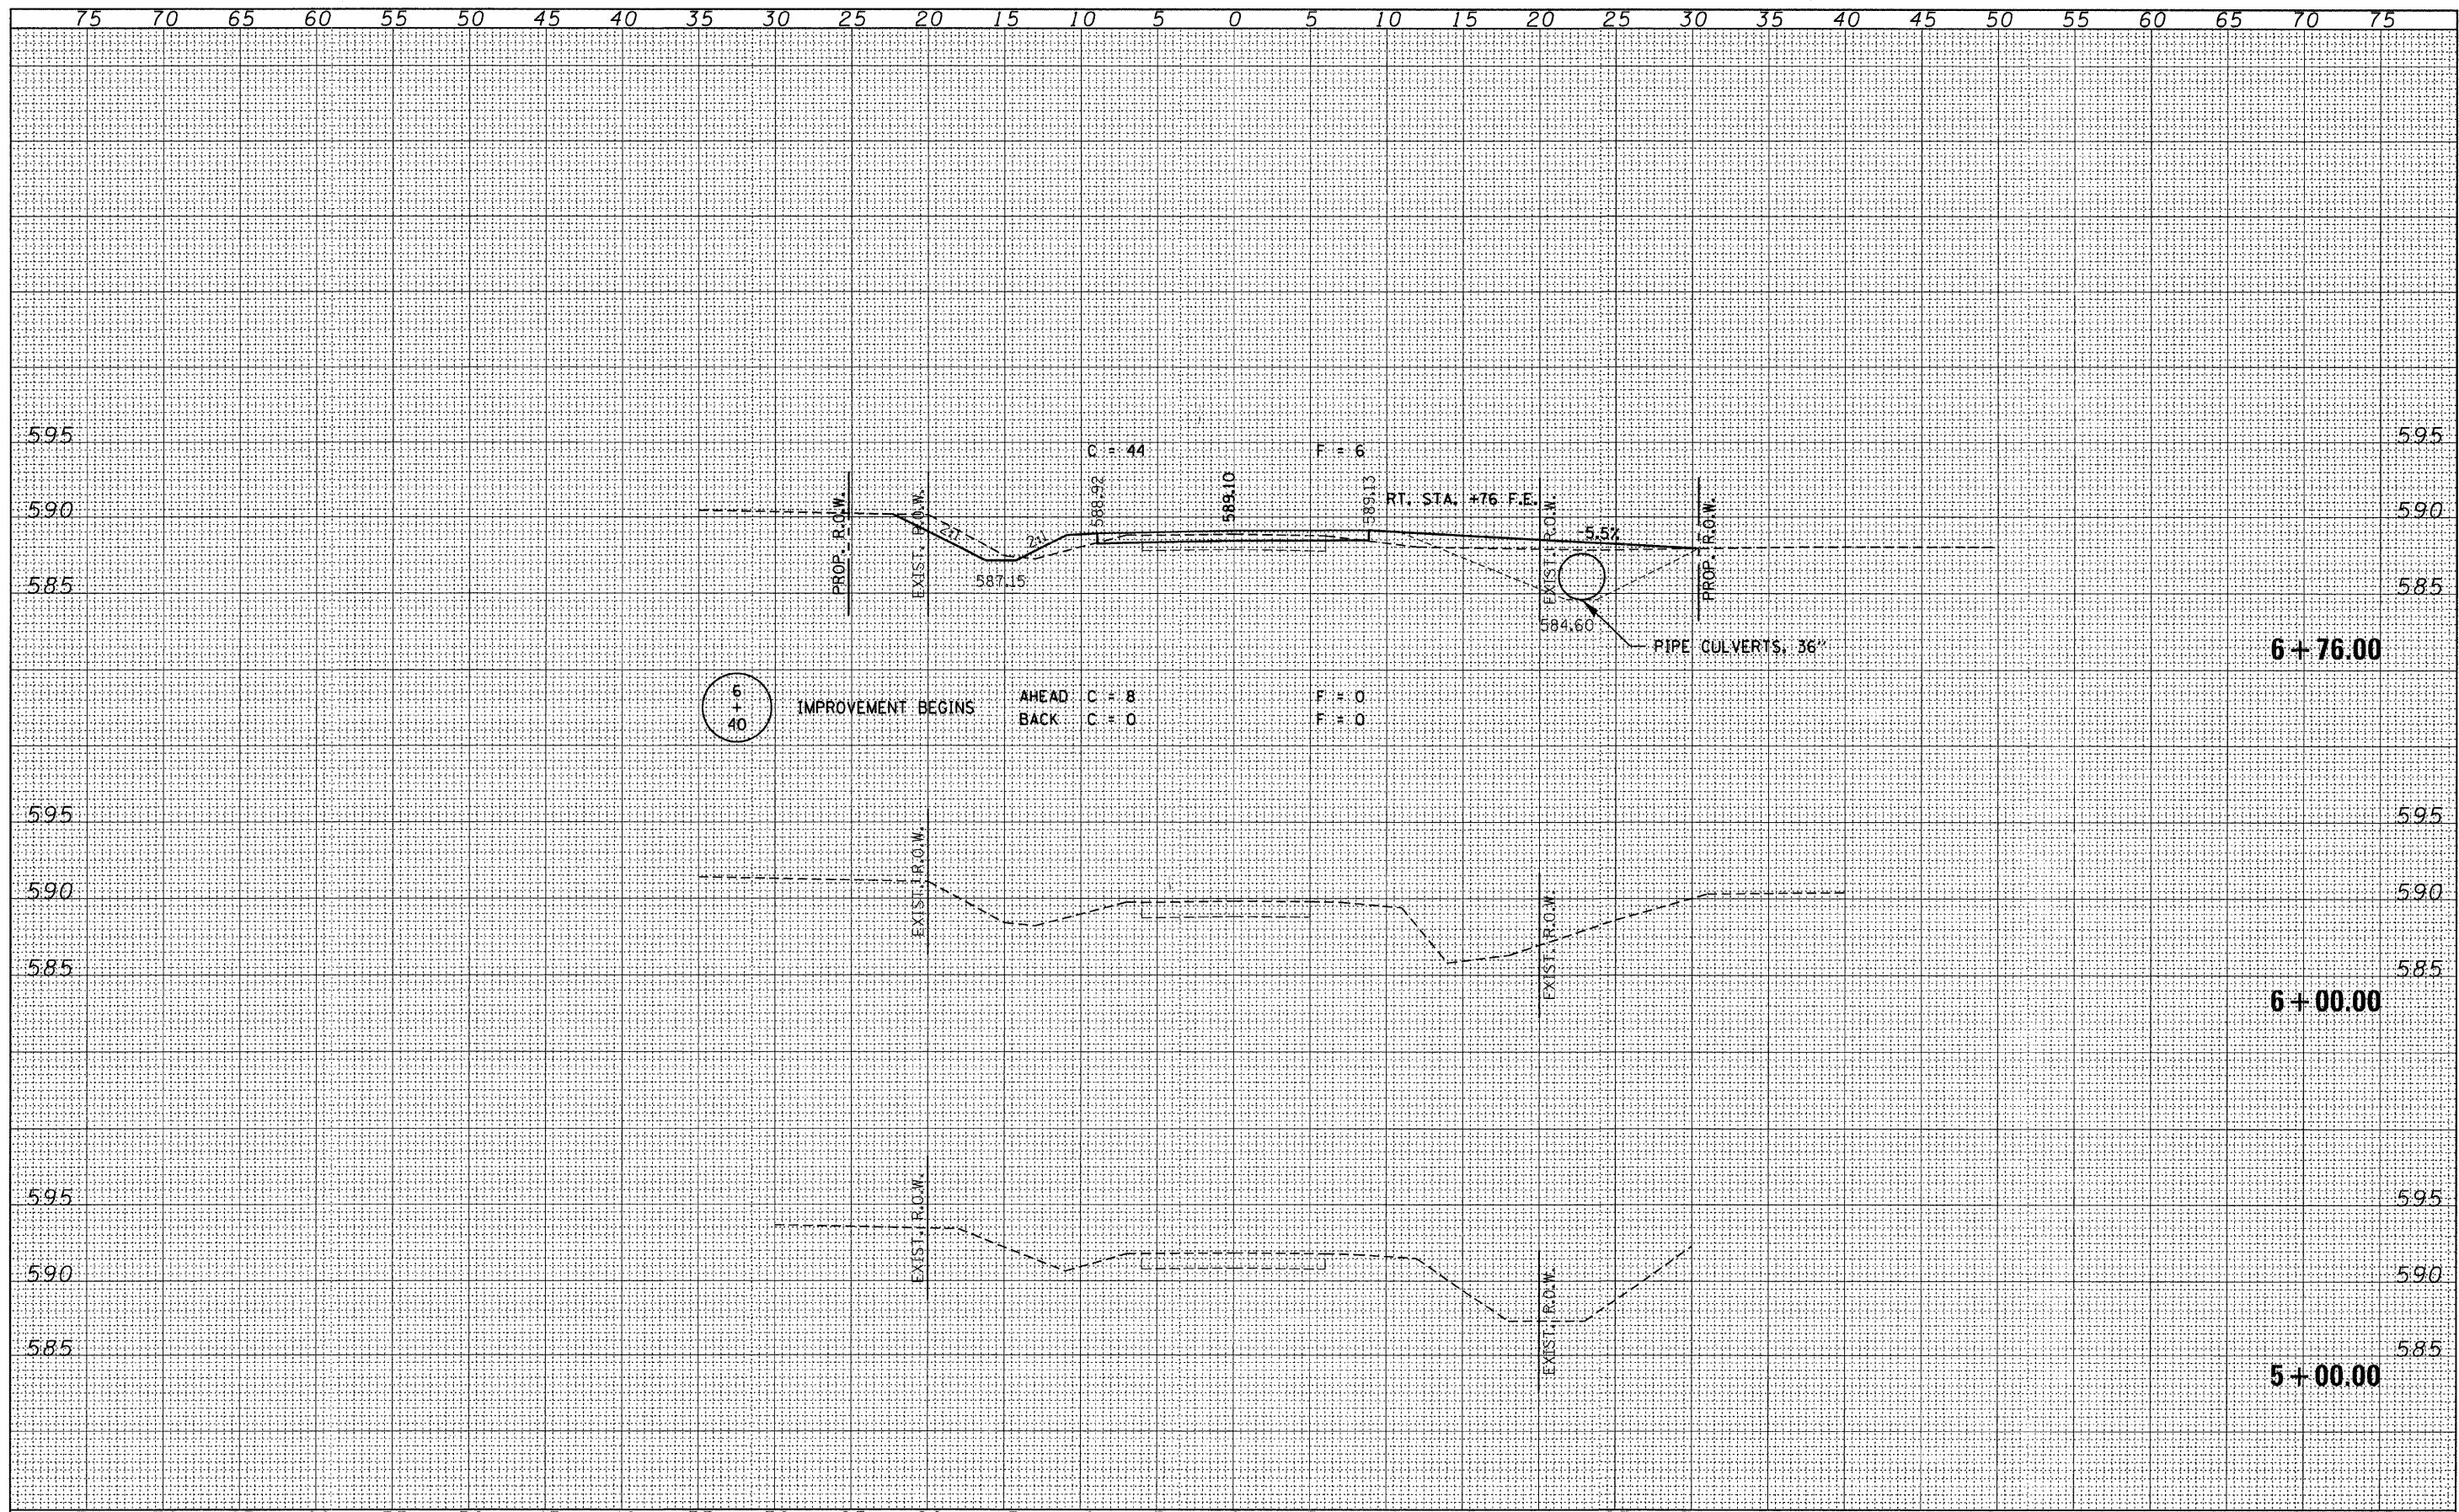 75 70 65 60 55 50 45 40 35 30 25 20 15 10 5 0 5 10 15 20 25 30 35 40 45 50 55 60 65 70 75
595 595
C = 44 F = 6
PROP. R.O.W.
EXIST. R.O.W.
588.92
589.10
589.13
RT. STA. +76 F.E.
EXIST. R.O.W.
PROP. R.O.W.
590 590
2:1
2:1
-5.5%
587.15
585 585
584.60
PIPE CULVERTS, 36"
6+76.00
6
+
40
IMPROVEMENT BEGINS
AHEAD C = 8 F = 0
BACK C = 0 F = 0
595 595
EXIST. R.O.W.
EXIST. R.O.W.
590 590
585 585
6+00.00
595 595
EXIST. R.O.W.
EXIST. R.O.W.
590 590
585 585
5+00.00